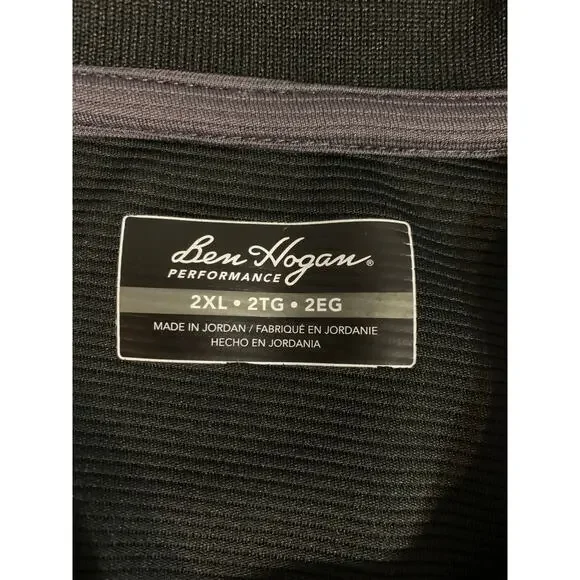 Ben Hogan®
PERFORMANCE
2XL • 2TG • 2EG
MADE IN JORDAN / FABRIQUÉ EN JORDANIE
HECHO EN JORDANIA